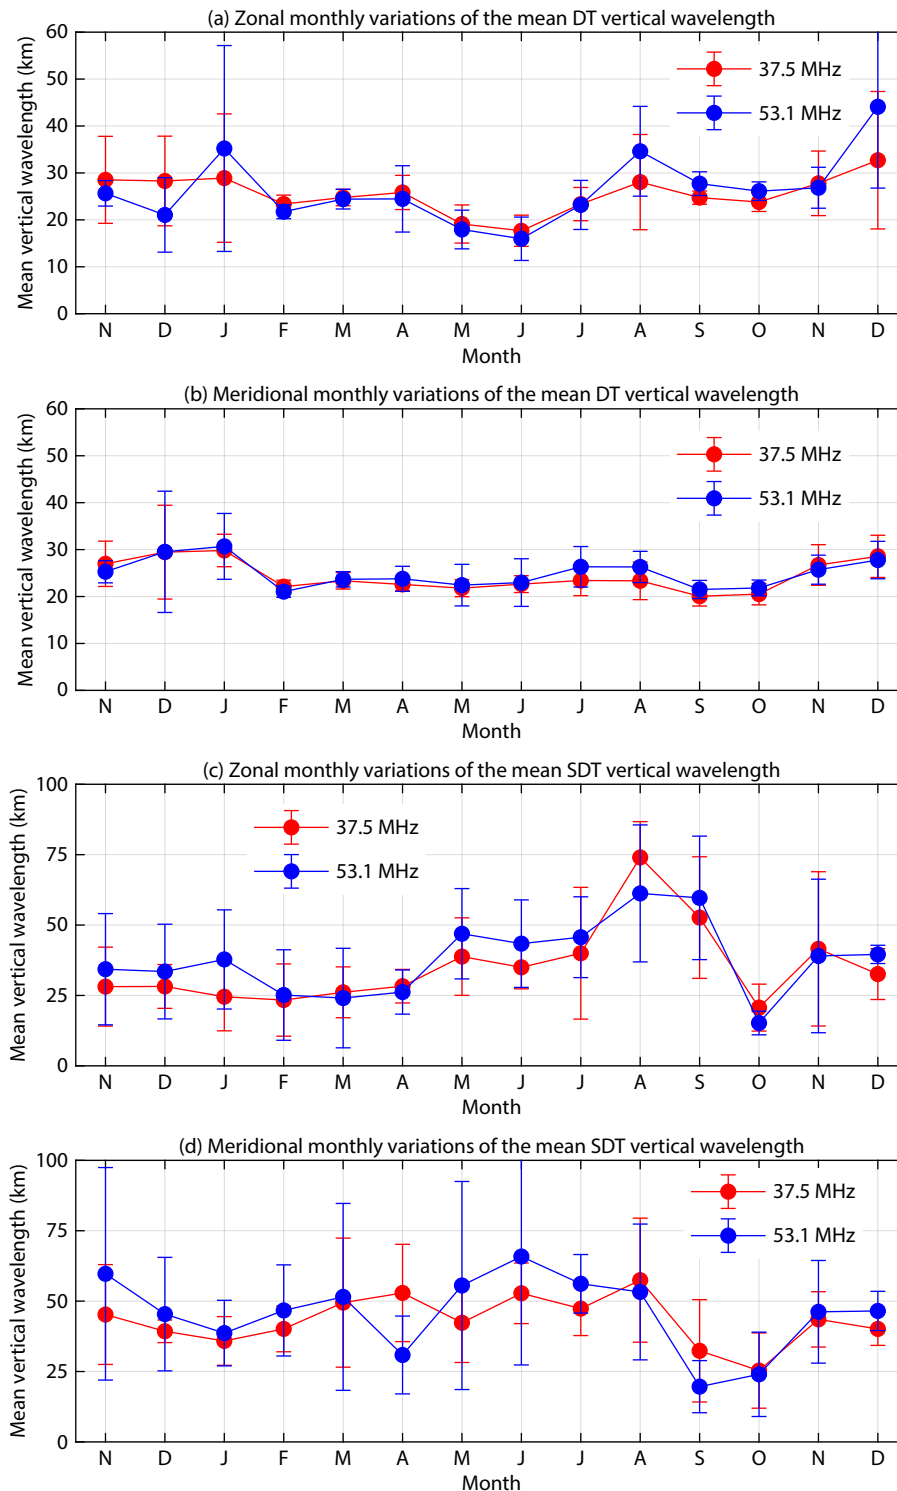 (a) Zonal monthly variations of the mean DT vertical wavelength
Mean vertical wavelength (km)
60
50
40
30
20
10
0
37.5 MHz
53.1 MHz
N D J F M A M J J A S O N D
Month
(b) Meridional monthly variations of the mean DT vertical wavelength
Mean vertical wavelength (km)
60
50
40
30
20
10
0
37.5 MHz
53.1 MHz
N D J F M A M J J A S O N D
Month
(c) Zonal monthly variations of the mean SDT vertical wavelength
Mean vertical wavelength (km)
100
75
50
25
0
37.5 MHz
53.1 MHz
N D J F M A M J J A S O N D
Month
(d) Meridional monthly variations of the mean SDT vertical wavelength
Mean vertical wavelength (km)
100
75
50
25
0
37.5 MHz
53.1 MHz
N D J F M A M J J A S O N D
Month